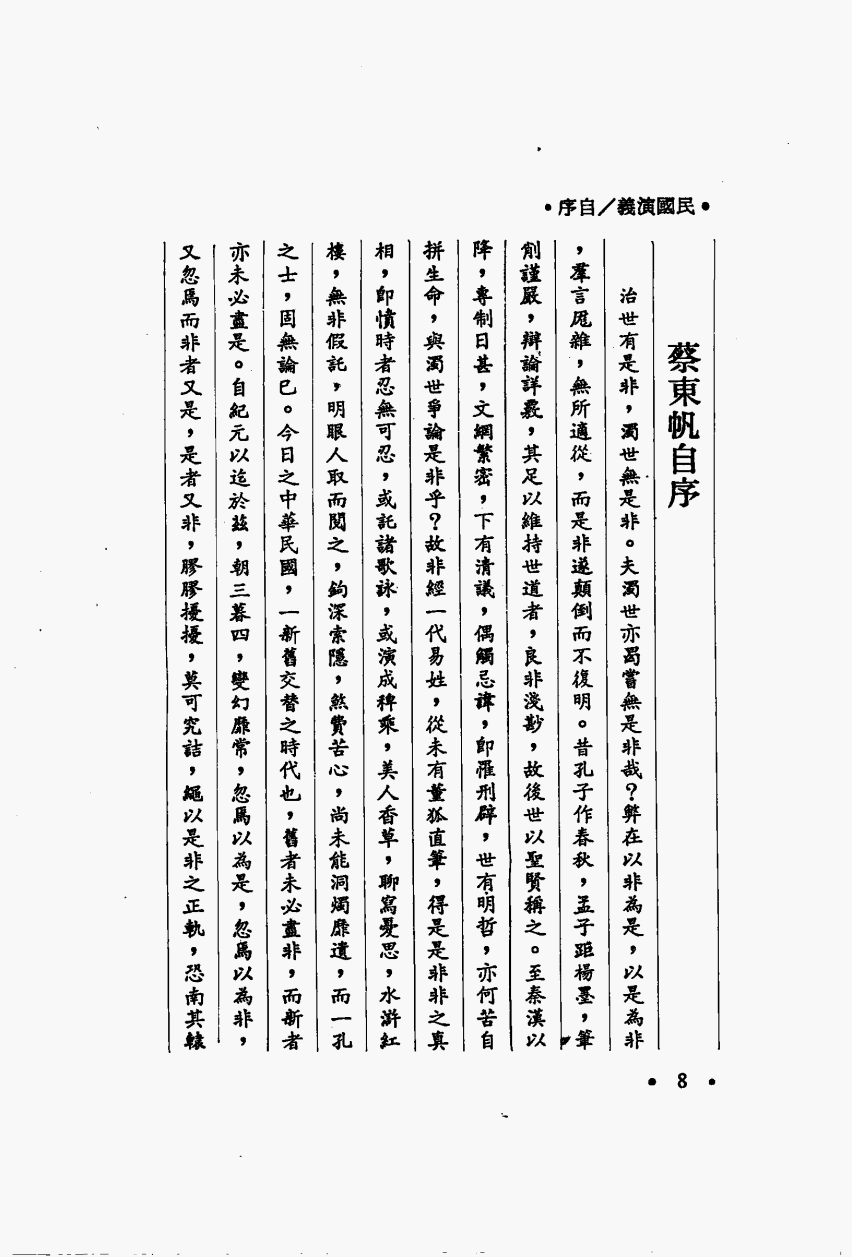 •民國演義／自序•
蔡東帆自序
治世有是非，濁世無是非。夫濁世亦曷嘗無是非哉？弊在以非為是，以是為非
，羣言厖雜，無所適從，而是非遂顛倒而不復明。昔孔子作春秋，孟子距楊墨，筆
削謹嚴，辯論詳覈，其足以維持世道者，良非淺尠，故後世以聖賢稱之。至秦漢以
降，專制日甚，文網繁密，下有清議，偶觸忌諱，即罹刑辟，世有明哲，亦何苦自
拼生命，與濁世爭論是非乎？故非經一代易姓，從未有董狐直筆，得是是非非之真
相，即憤時者忍無可忍，或託諸歌詠，或演成稗乘，美人香草，聊寫憂思，水滸紅
樓，無非假託，明眼人取而閱之，鉤深索隱，煞費苦心，尚未能洞燭靡遺，而一孔
之士，固無論已。今日之中華民國，一新舊交替之時代也，舊者未必盡非，而新者
亦未必盡是。自紀元以迄於茲，朝三暮四，變幻靡常，忽焉以為是，忽焉以為非，
又忽焉而非者又是，是者又非，膠膠擾擾，莫可究詰，繩以是非之正軌，恐南其轅
•8•